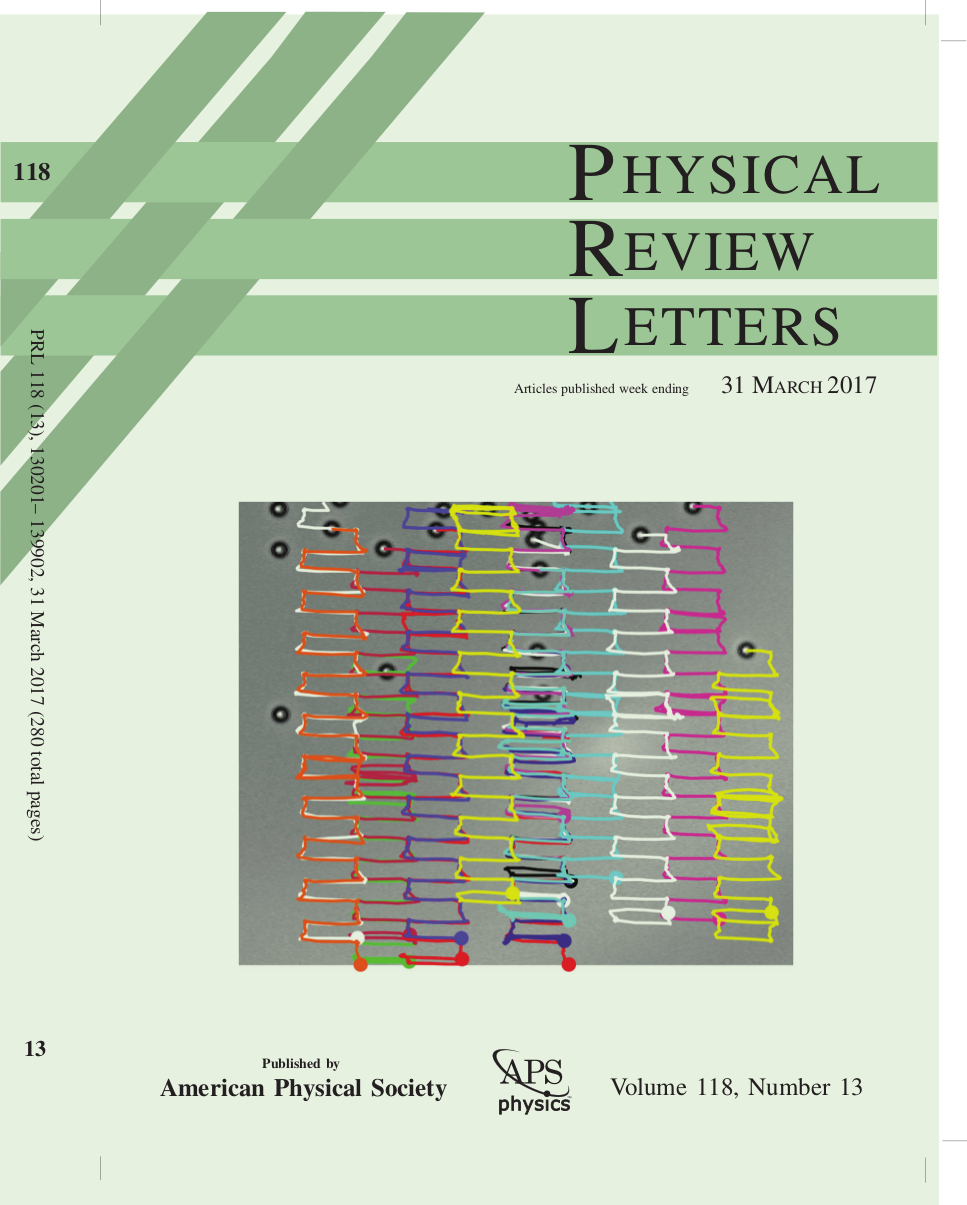 118
PHYSICAL
REVIEW
LETTERS
Articles published week ending 31 MARCH 2017
PRL 118 (13), 130201– 139902, 31 March 2017 (280 total pages)
13
Published by
American Physical Society
APS
physics
Volume 118, Number 13